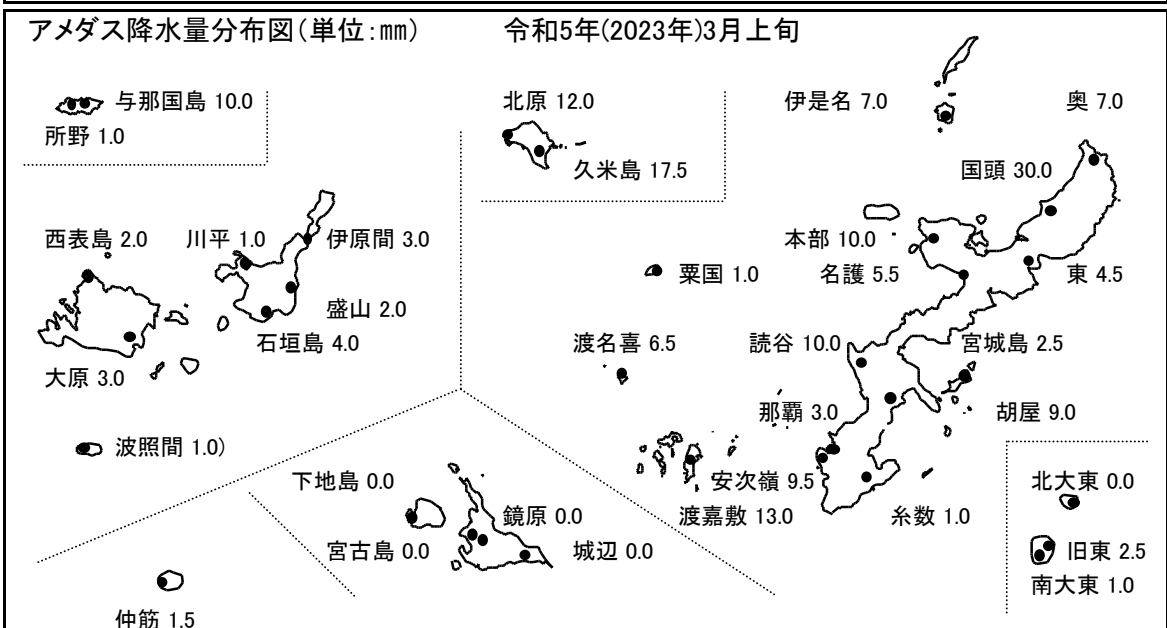 アメダス降水量分布図(単位:㎜) 令和5年(2023年)3月上旬
与那国島 10.0
所野 1.0
北原 12.0
久米島 17.5
伊是名 7.0
奥 7.0
国頭 30.0
西表島 2.0
川平 1.0
伊原間 3.0
盛山 2.0
石垣島 4.0
大原 3.0
波照間 1.0)
粟国 1.0
本部 10.0
名護 5.5
東 4.5
渡名喜 6.5
読谷 10.0
宮城島 2.5
那覇 3.0
胡屋 9.0
安次嶺 9.5
渡嘉敷 13.0
糸数 1.0
下地島 0.0
鏡原 0.0
宮古島 0.0
城辺 0.0
仲筋 1.5
北大東 0.0
旧東 2.5
南大東 1.0